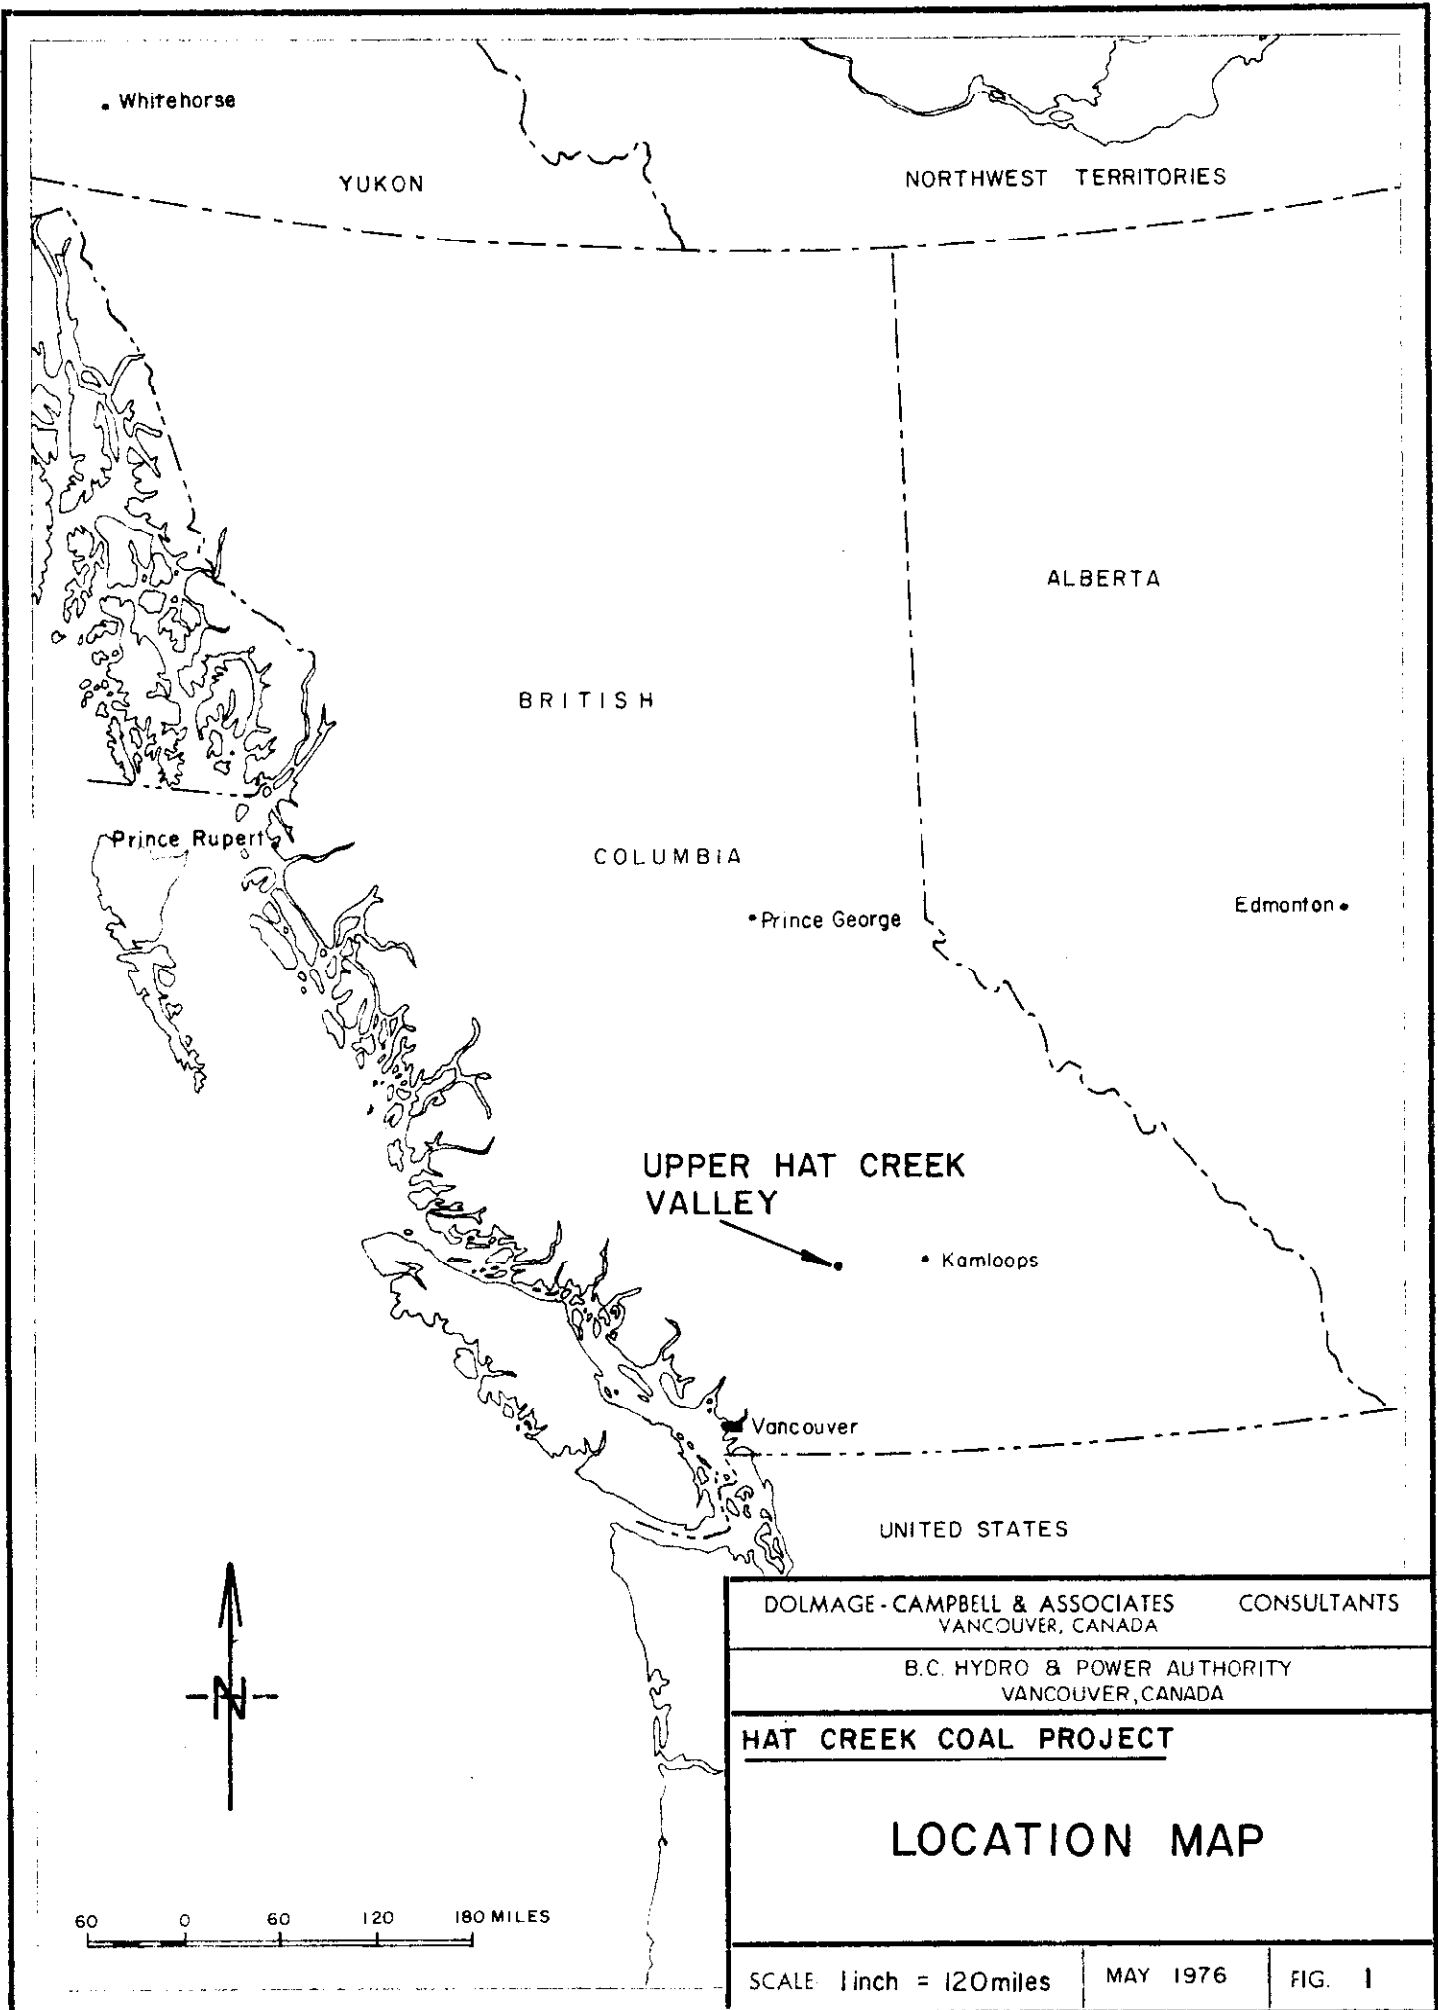 Whitehorse
YUKON
NORTHWEST TERRITORIES
ALBERTA
BRITISH
Prince Rupert
COLUMBIA
Prince George
Edmonton
UPPER HAT CREEK
VALLEY
Kamloops
Vancouver
UNITED STATES
N
DOLMAGE-CAMPBELL & ASSOCIATES CONSULTANTS
VANCOUVER, CANADA
B.C. HYDRO & POWER AUTHORITY
VANCOUVER, CANADA
HAT CREEK COAL PROJECT
LOCATION MAP
60 0 60 120 180 MILES
SCALE 1 inch = 120 miles MAY 1976 FIG. 1